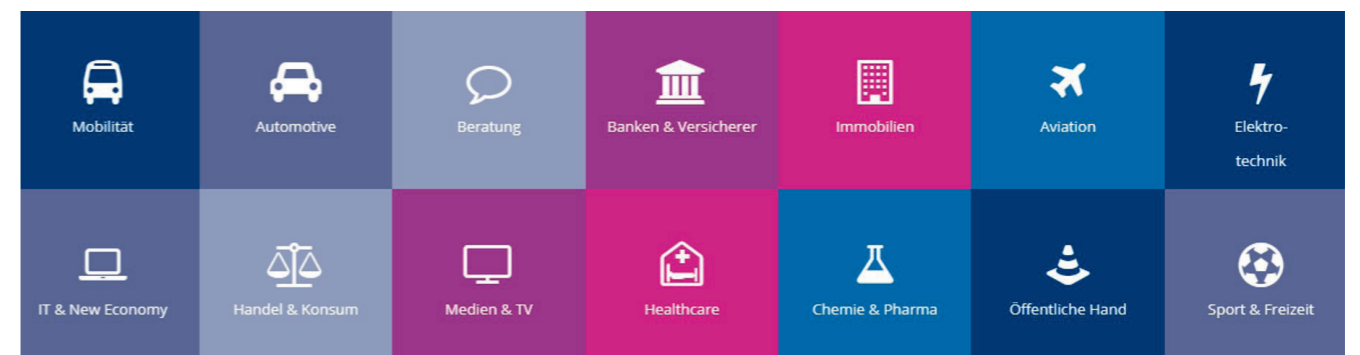 Mobilität
Automotive
Beratung
Banken & Versicherer
Immobilien
Aviation
Elektro-
technik
IT & New Economy
Handel & Konsum
Medien & TV
Healthcare
Chemie & Pharma
Öffentliche Hand
Sport & Freizeit